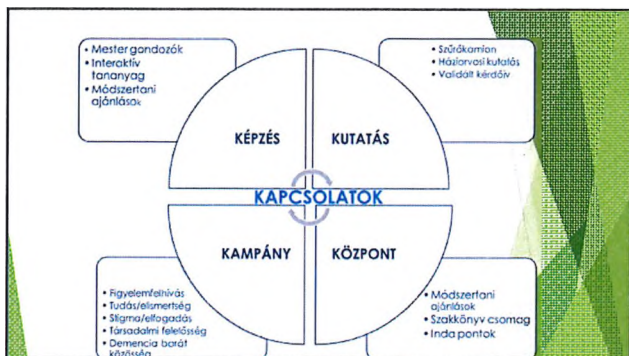 • Mester gondozók
• Interaktív
tananyag
• Módszertani
ajánlások
• Szűrőkamion
• Háziorvosi kutatás
• Validált kérdőív
KÉPZÉS
KUTATÁS
KAPCSOLATOK
KAMPÁNY
KÖZPONT
• Figyelemfelhívás
• Tudás/elismertség
• Stigma/elfogadás
• Társadalmi felelősség
• Demencia barát
közösség
• Módszertani
ajánlások
• Szakkönyv csomag
• Inda pontok